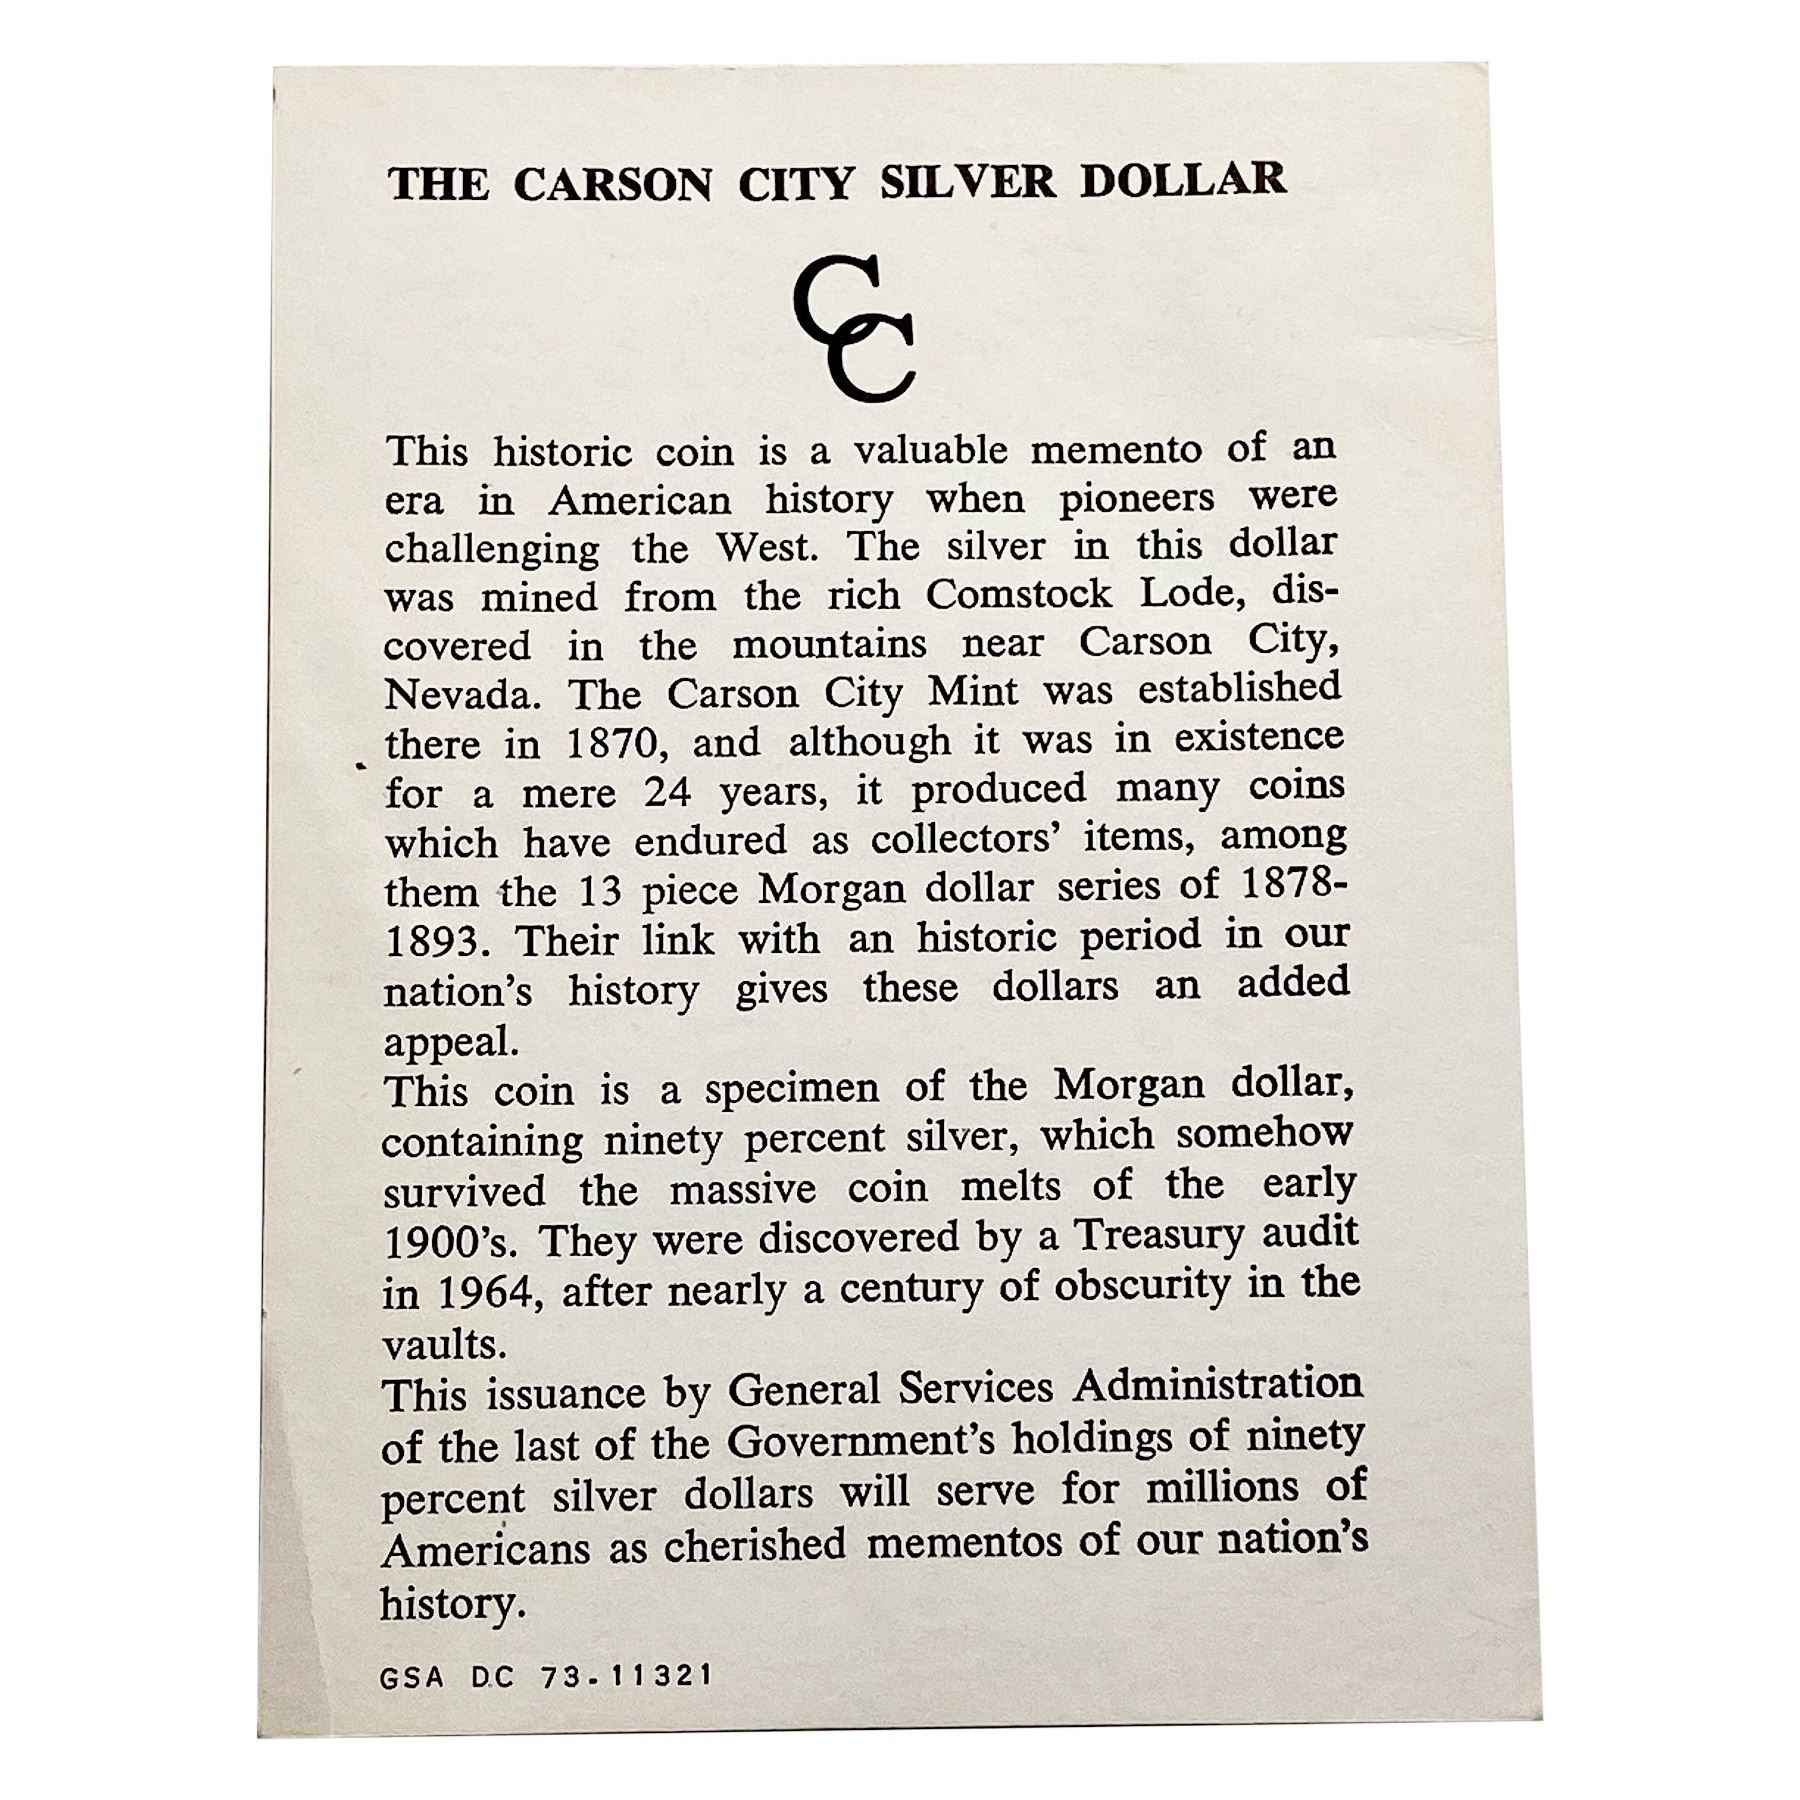 THE CARSON CITY SILVER DOLLAR
CC
This historic coin is a valuable memento of an
era in American history when pioneers were
challenging the West. The silver in this dollar
was mined from the rich Comstock Lode, dis-
covered in the mountains near Carson City,
Nevada. The Carson City Mint was established
there in 1870, and although it was in existence
for a mere 24 years, it produced many coins
which have endured as collectors’ items, among
them the 13 piece Morgan dollar series of 1878-
1893. Their link with an historic period in our
nation’s history gives these dollars an added
appeal.
This coin is a specimen of the Morgan dollar,
containing ninety percent silver, which somehow
survived the massive coin melts of the early
1900’s. They were discovered by a Treasury audit
in 1964, after nearly a century of obscurity in the
vaults.
This issuance by General Services Administration
of the last of the Government’s holdings of ninety
percent silver dollars will serve for millions of
Americans as cherished mementos of our nation’s
history.
GSA DC 73-11321